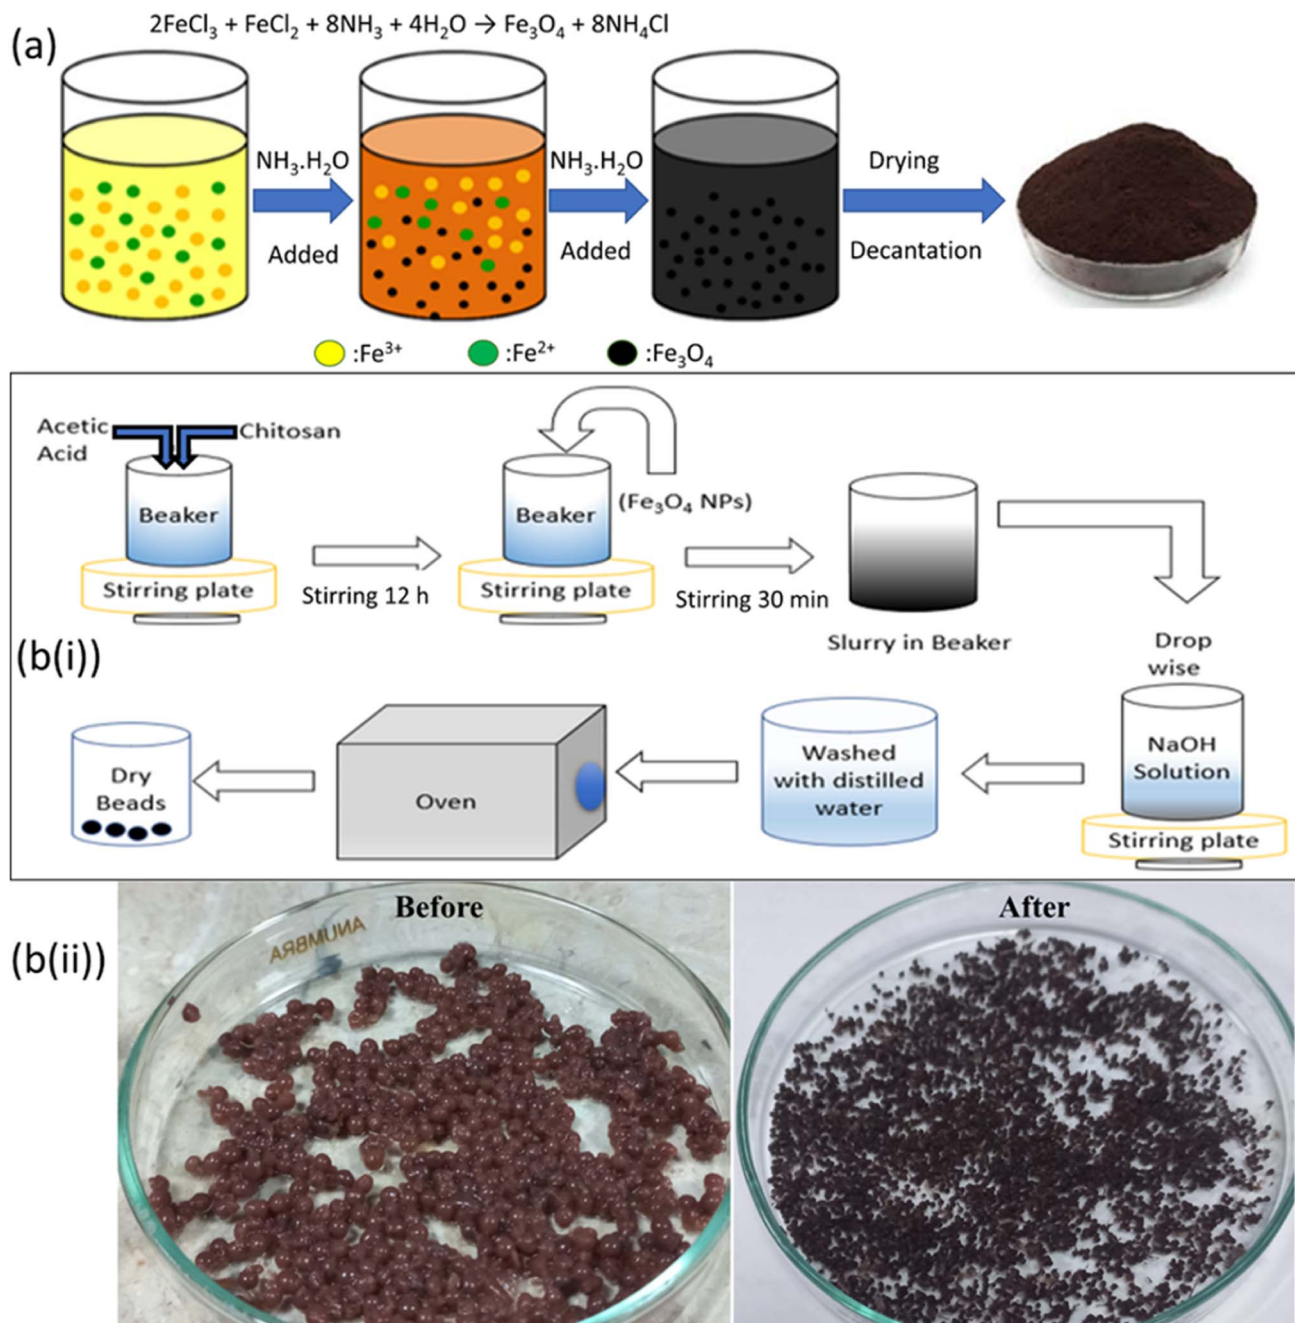 2FeCl₃ + FeCl₂ + 8NH₃ + 4H₂O → Fe₃O₄ + 8NH₄Cl
(a)
NH₃.H₂O
Added
NH₃.H₂O
Added
Drying
Decantation
:Fe³⁺
:Fe²⁺
:Fe₃O₄
Acetic
Acid
Chitosan
Beaker
Stirring plate
Stirring 12 h
Beaker
(Fe₃O₄ NPs)
Stirring plate
Stirring 30 min
Slurry in Beaker
Drop
wise
(b(i))
NaOH
Solution
Stirring plate
Washed
with distilled
water
Oven
Dry
Beads
(b(ii))
Before
ANUMBRA
After